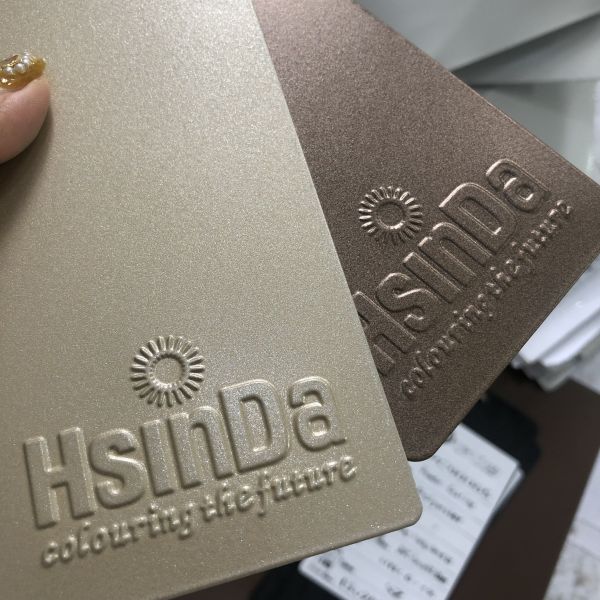 HsinDa
colouring the future
HsinDa
colouring the future